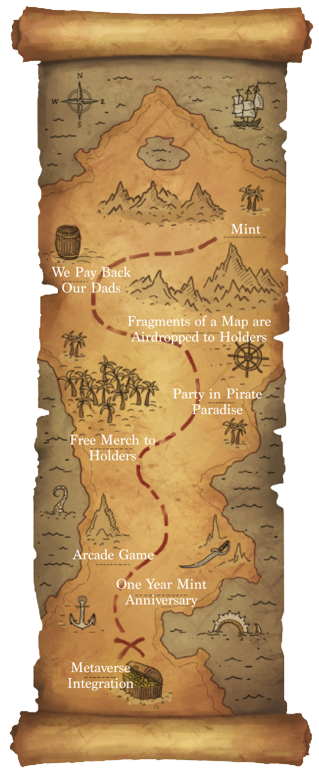 N
W E
S
Mint
We Pay Back
Our Dads
Fragments of a Map are
Airdropped to Holders
Party in Pirate
Paradise
Free Merch to
Holders
Arcade Game
One Year Mint
Anniversary
Metaverse
Integration